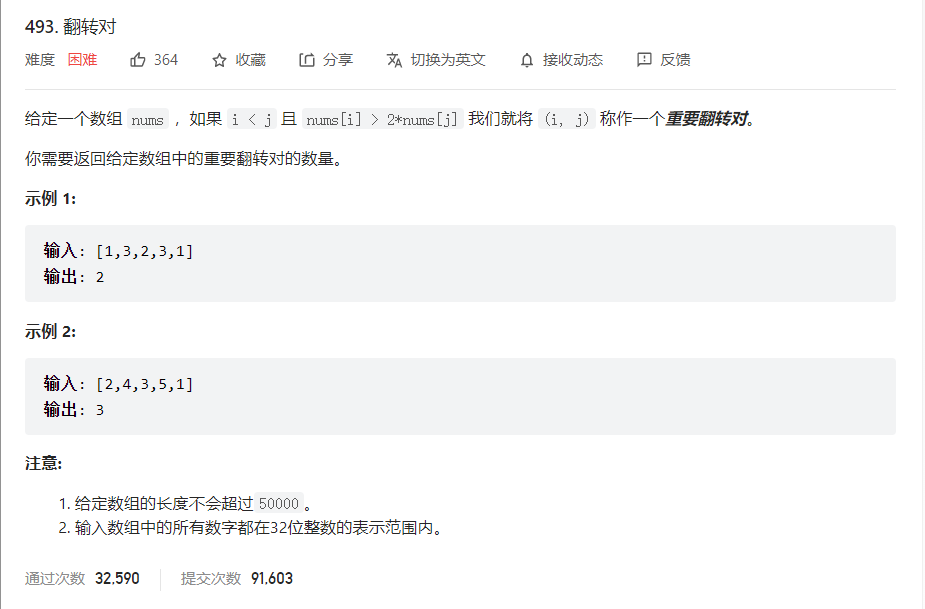 493. 翻转对
难度 困难 364 收藏 分享 切换为英文 接收动态 反馈
给定一个数组 nums ，如果 i < j 且 nums[i] > 2*nums[j] 我们就将 (i, j) 称作一个重要翻转对。
你需要返回给定数组中的重要翻转对的数量。
示例 1:
输入: [1,3,2,3,1]
输出: 2
示例 2:
输入: [2,4,3,5,1]
输出: 3
注意:
1. 给定数组的长度不会超过50000。
2. 输入数组中的所有数字都在32位整数的表示范围内。
通过次数 32,590 提交次数 91,603